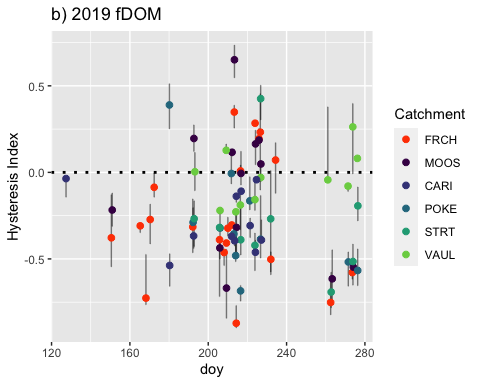 b) 2019 fDOM
Hysteresis Index
0.5
0.0
-0.5
120 160 200 240 280
doy
Catchment
FRCH
MOOS
CARI
POKE
STRT
VAUL